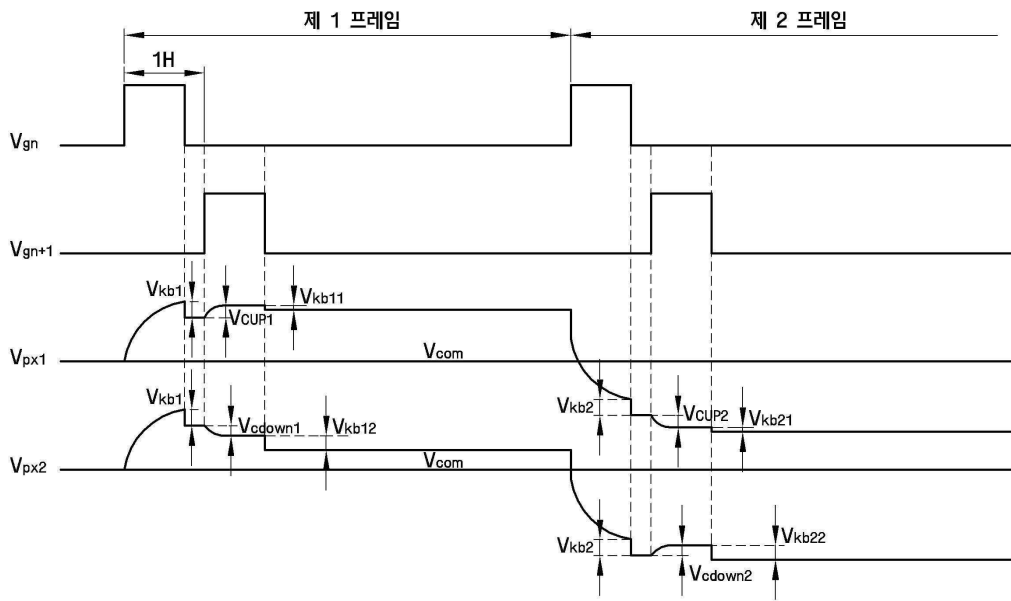 제 1 프레임
제 2 프레임
1H
Vgn
Vgn+1
Vkb1
VCUP1
Vkb11
Vpx1
Vcom
Vkb2
VCUP2
Vkb21
Vkb1
Vcdown1
Vkb12
Vpx2
Vcom
Vkb2
Vcdown2
Vkb22